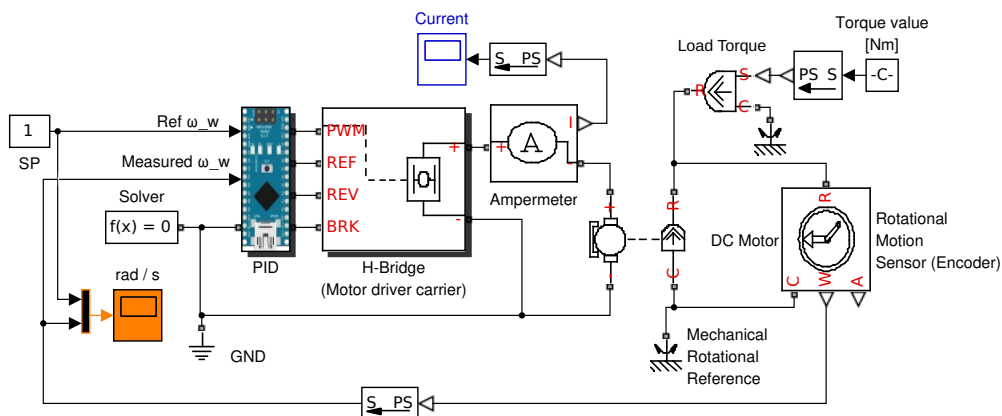 Current
Torque value
[Nm]
Load Torque
S PS
PS S
-C-
S
R
C
1
SP
Ref ω_w
Measured ω_w
PWM
REF
REV
BRK
+
-
+
A
I
-
Ampermeter
Solver
f(x) = 0
PID
H-Bridge
(Motor driver carrier)
+
-
R
C
DC Motor
R
C
W
A
Rotational
Motion
Sensor (Encoder)
rad / s
GND
Mechanical
Rotational
Reference
S PS